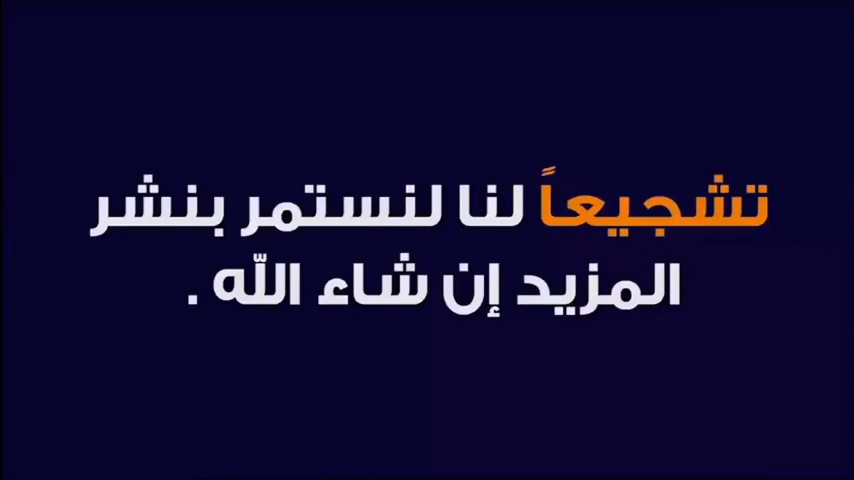 تشجيعاً لنا لنستمر بنشر
المزيد إن شاء الله .